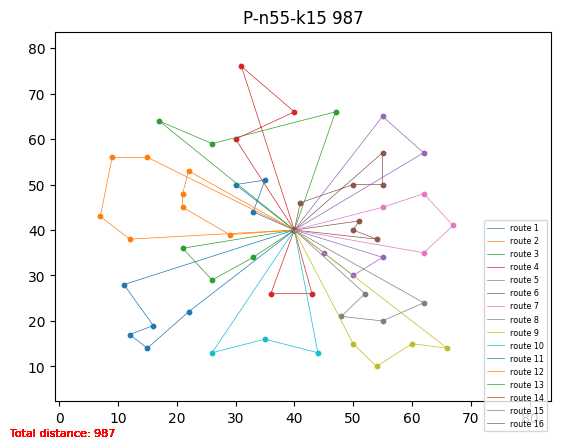 P-n55-k15 987
80
70
60
50
40
30
20
10
0 10 20 30 40 50 60 70
route 1
route 2
route 3
route 4
route 5
route 6
route 7
route 8
route 9
route 10
route 11
route 12
route 13
route 14
route 15
route 16
Total distance: 987